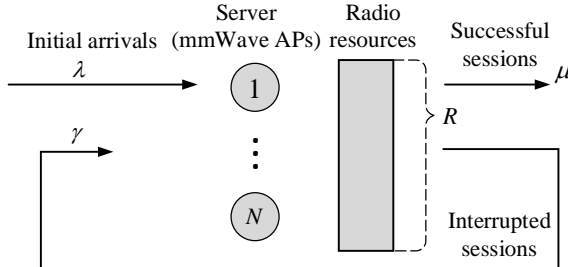 Initial arrivals
λ
γ
Server
(mmWave APs)
1
N
Radio
resources
R
Successful
sessions
μ
Interrupted
sessions